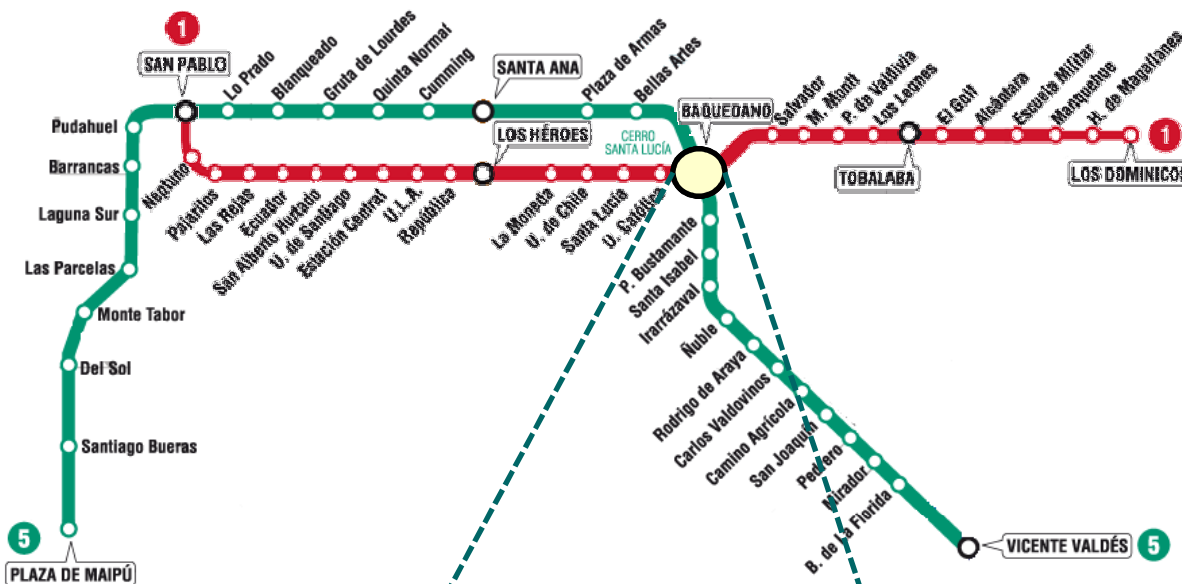 1
SAN PABLO
Lo Prado
Blanqueado
Gruta de Lourdes
Quinta Normal
Cumming
SANTA ANA
Plaza de Armas
Bellas Artes
CERRO
SANTA LUCÍA
BAQUEDANO
Salvador
M. Montt
P. de Valdivia
Los Leones
TOBALABA
El Golf
Alcántara
Escuela Militar
Manquehue
H. de Magallanes
1
LOS DOMINICOS
LOS HÉROES
Pudahuel
Barrancas
Laguna Sur
Las Parcelas
Monte Tabor
Del Sol
Santiago Bueras
5
PLAZA DE MAIPÚ
Neptuno
Pajaritos
Las Rejas
Ecuador
San Alberto Hurtado
U. de Santiago
Estación Central
U.L.A.
República
La Moneda
U. de Chile
Santa Lucía
U. Católica
P. Bustamante
Santa Isabel
Irarrázaval
Ñuble
Rodrigo de Araya
Carlos Valdovinos
Camino Agrícola
San Joaquín
Pedrero
Mirador
B. de La Florida
VICENTE VALDÉS
5